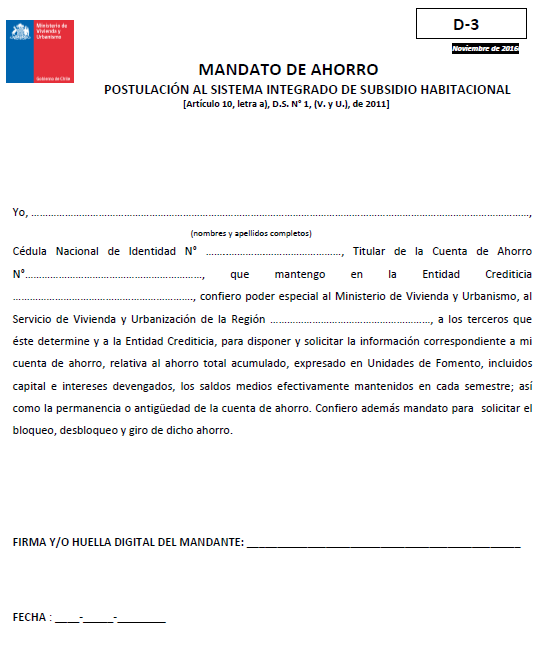 Ministerio de
Vivienda y
Urbanismo
Gobierno de Chile
D-3
Noviembre de 2016
MANDATO DE AHORRO
POSTULACIÓN AL SISTEMA INTEGRADO DE SUBSIDIO HABITACIONAL
[Artículo 10, letra a), D.S. N° 1, (V. y U.), de 2011]
Yo, ……………………………………………………………………………………………………………………………,
(nombres y apellidos completos)
Cédula Nacional de Identidad N° …………………………………………, Titular de la Cuenta de Ahorro
N°………………………………………………………, que mantengo en la Entidad Crediticia
………………………………………………………, confiero poder especial al Ministerio de Vivienda y Urbanismo, al
Servicio de Vivienda y Urbanización de la Región …………………………………………………, a los terceros que
éste determine y a la Entidad Crediticia, para disponer y solicitar la información correspondiente a mi
cuenta de ahorro, relativa al ahorro total acumulado, expresado en Unidades de Fomento, incluidos
capital e intereses devengados, los saldos medios efectivamente mantenidos en cada semestre; así
como la permanencia o antigüedad de la cuenta de ahorro. Confiero además mandato para solicitar el
bloqueo, desbloqueo y giro de dicho ahorro.
FIRMA Y/O HUELLA DIGITAL DEL MANDANTE: ___________________________________________
FECHA : ____-_____-________